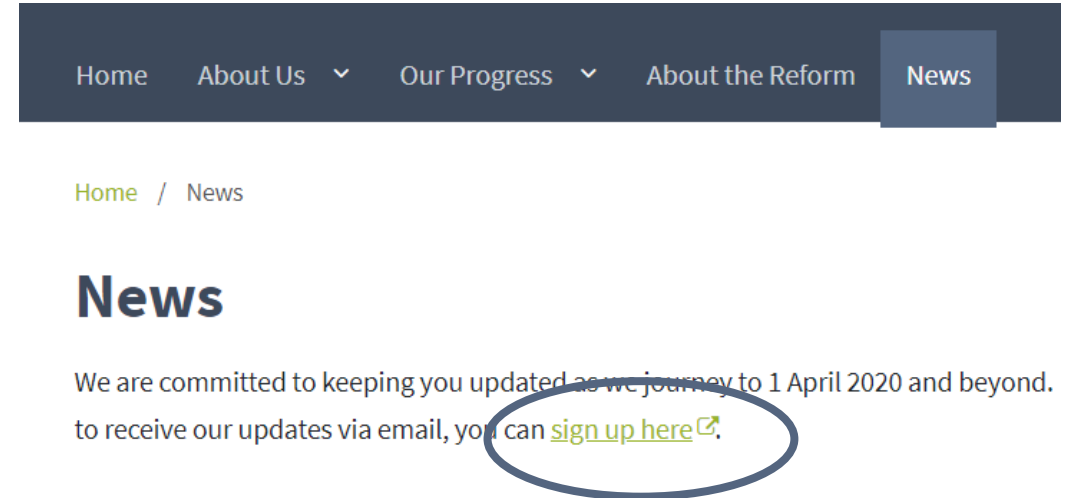 Home About Us Our Progress About the Reform News
Home / News
News
We are committed to keeping you updated as we journey to 1 April 2020 and beyond.
to receive our updates via email, you can sign up here.